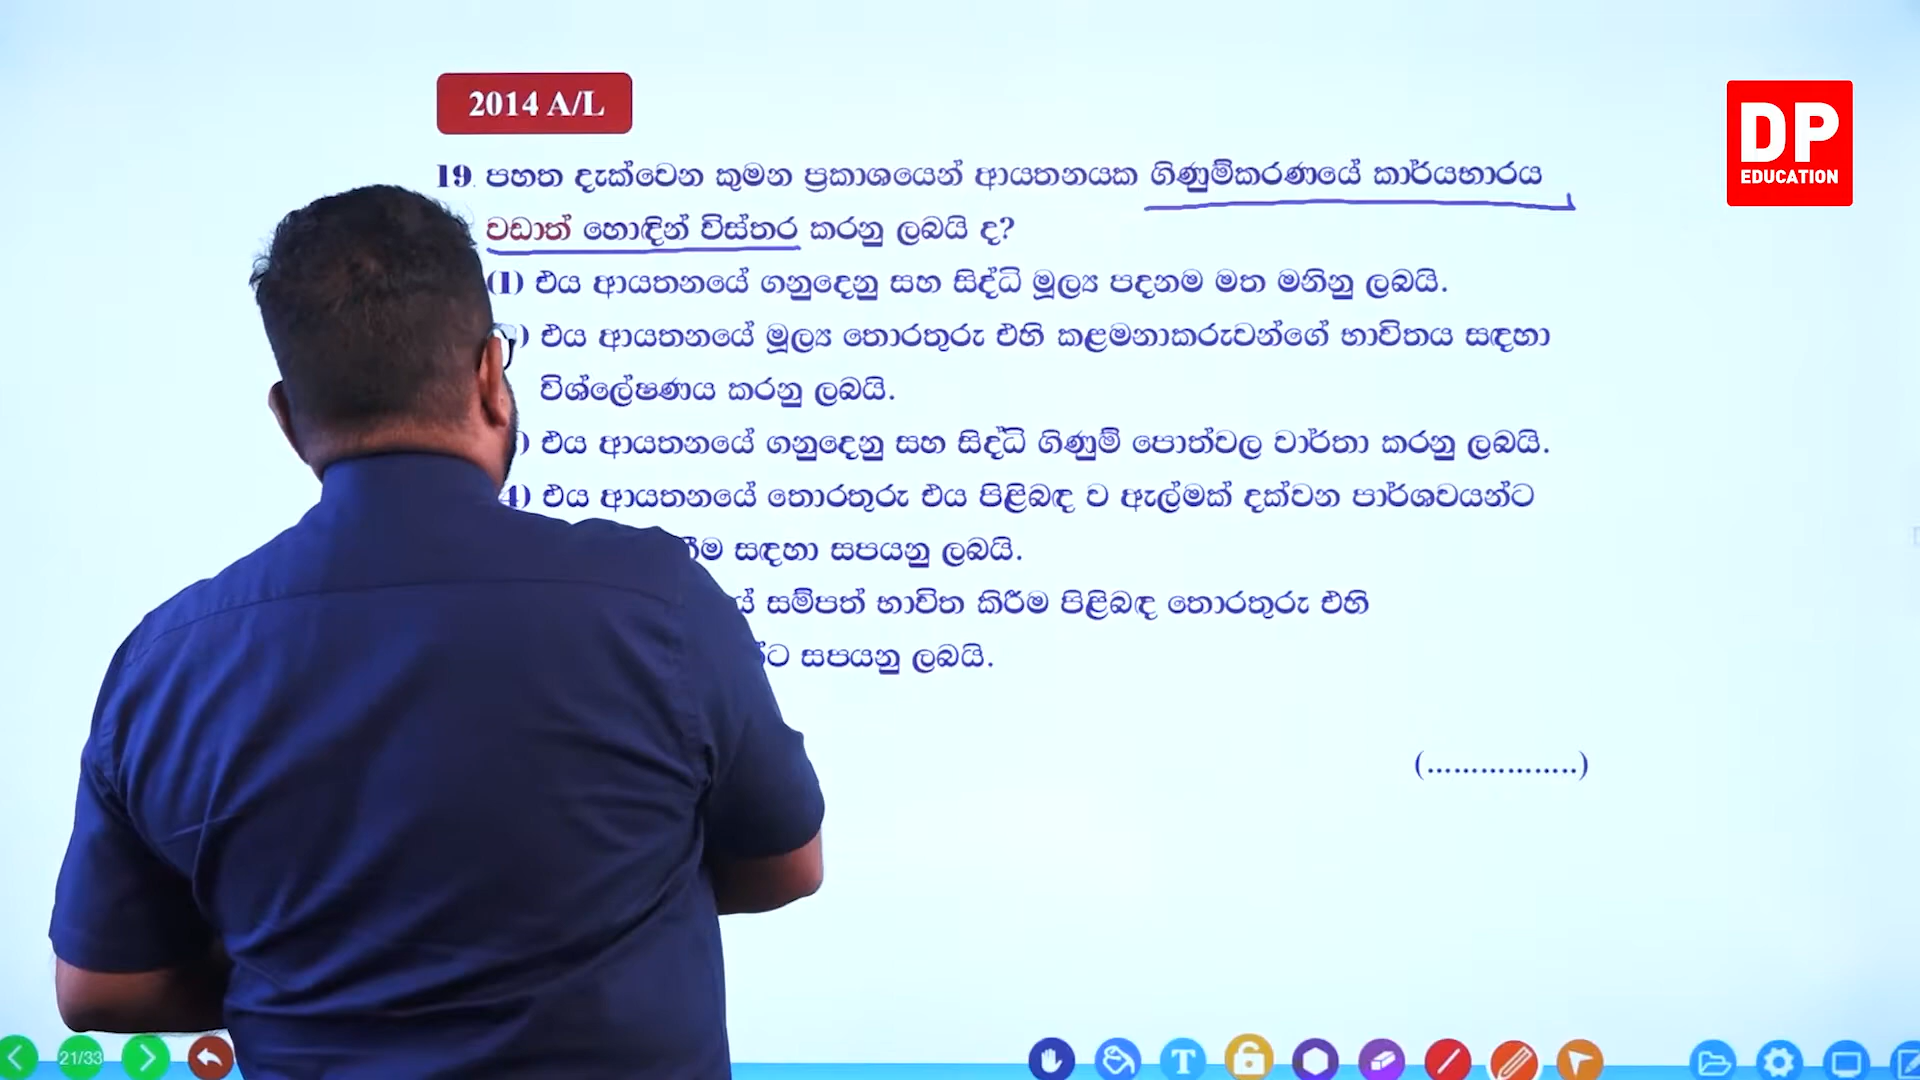 2014 A/L
DP
EDUCATION
19. පහත දැක්වෙන කුමන ප්‍රකාශයෙන් ආයතනයක ගිණුම්කරණයේ කාර්යභාරය
වඩාත් හොඳින් විස්තර කරනු ලබයි ද?
(1) එය ආයතනයේ ගනුදෙනු සහ සිද්ධි මූල්‍ය පදනම මත මනිනු ලබයි.
) එය ආයතනයේ මූල්‍ය තොරතුරු එහි කළමනාකරුවන්ගේ භාවිතය සඳහා
විශ්ලේෂණය කරනු ලබයි.
) එය ආයතනයේ ගනුදෙනු සහ සිද්ධි ගිණුම් පොත්වල වාර්තා කරනු ලබයි.
4) එය ආයතනයේ තොරතුරු එය පිළිබඳ ව ඇල්මක් දක්වන පාර්ශවයන්ට
සඳහා සපයනු ලබයි.
සම්පත් භාවිත කිරීම පිළිබඳ තොරතුරු එහි
සපයනු ලබයි.
(.................)
21/33
T